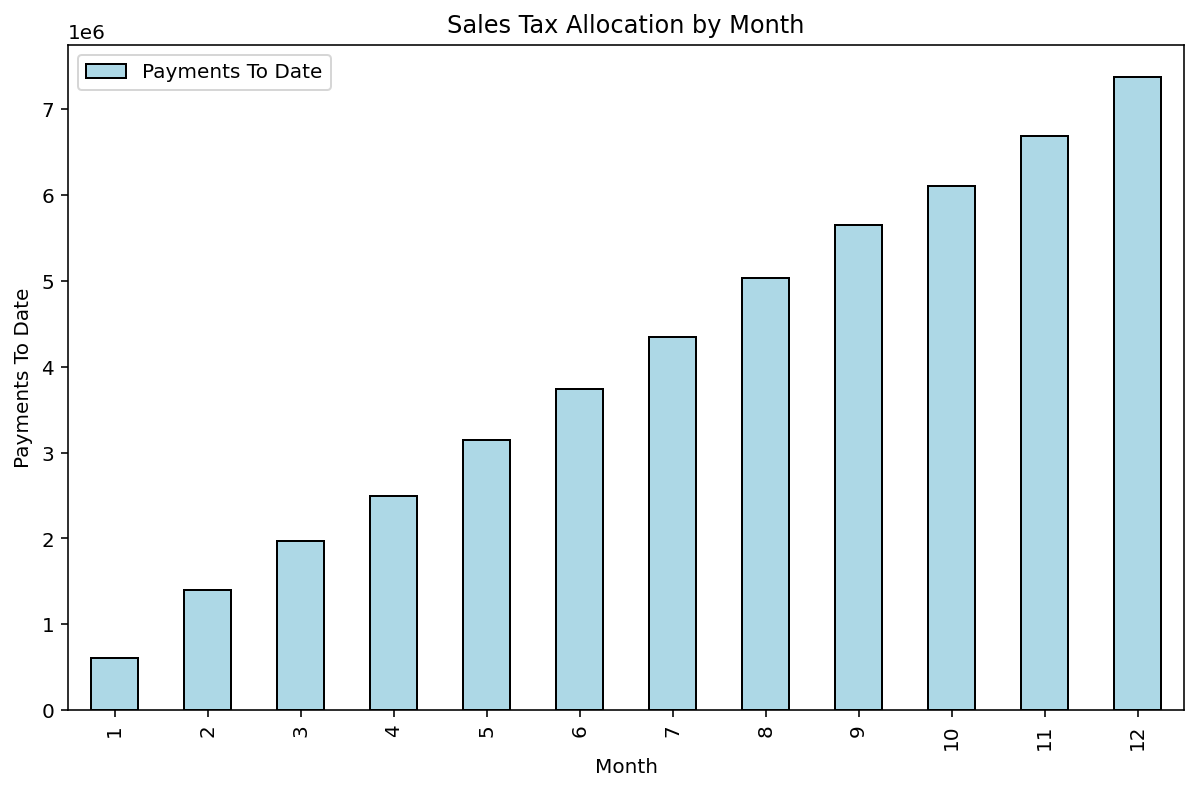 Sales Tax Allocation by Month
1e6
Payments To Date
7
6
5
4
3
2
1
0
Payments To Date
1 2 3 4 5 6 7 8 9 10 11 12
Month